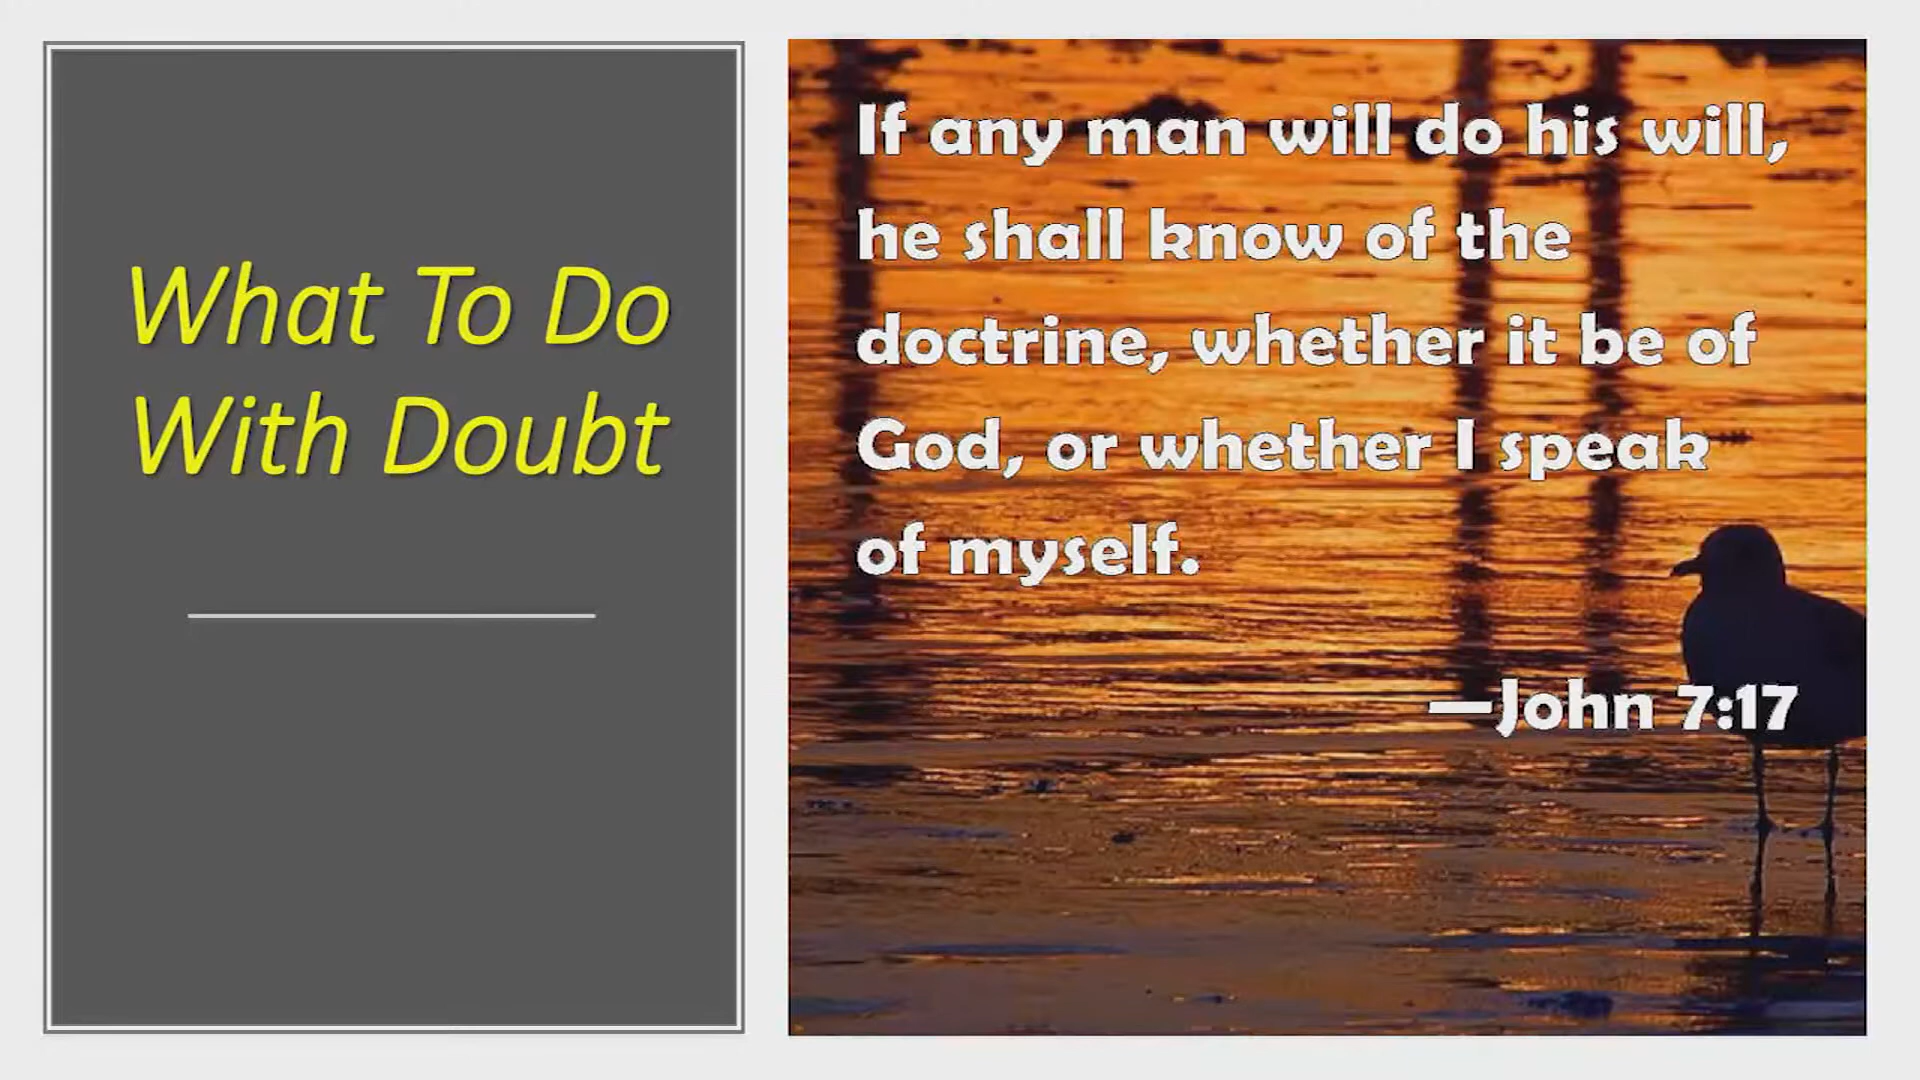 What To Do
With Doubt
If any man will do his will,
he shall know of the
doctrine, whether it be of
God, or whether I speak
of myself.
—John 7:17